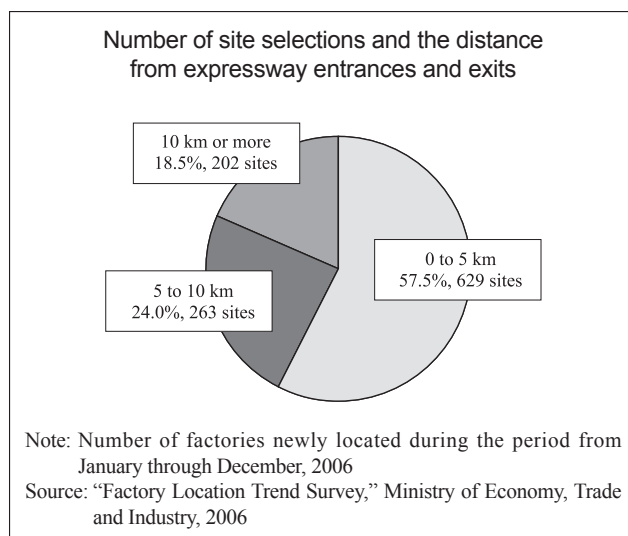 Number of site selections and the distance
from expressway entrances and exits
10 km or more
18.5%, 202 sites
0 to 5 km
57.5%, 629 sites
5 to 10 km
24.0%, 263 sites
Note: Number of factories newly located during the period from
January through December, 2006
Source: “Factory Location Trend Survey,” Ministry of Economy, Trade
and Industry, 2006